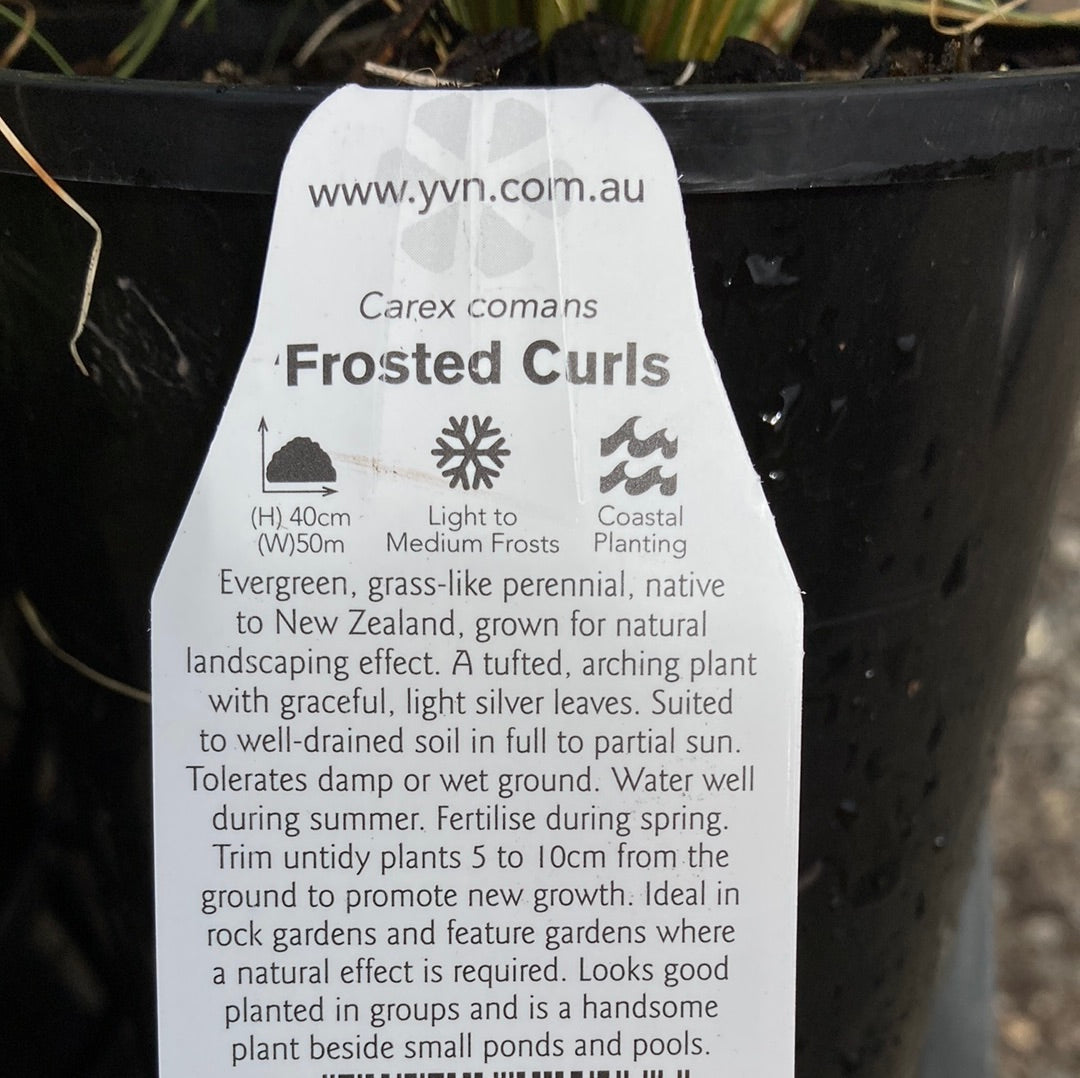 www.yvn.com.au
Carex comans
‘Frosted Curls
(H) 40cm
(W)50m
Light to
Medium Frosts
Coastal
Planting
Evergreen, grass-like perennial, native
to New Zealand, grown for natural
landscaping effect. A tufted, arching plant
with graceful, light silver leaves. Suited
to well-drained soil in full to partial sun.
Tolerates damp or wet ground. Water well
during summer. Fertilise during spring.
Trim untidy plants 5 to 10cm from the
ground to promote new growth. Ideal in
rock gardens and feature gardens where
a natural effect is required. Looks good
planted in groups and is a handsome
plant beside small ponds and pools.